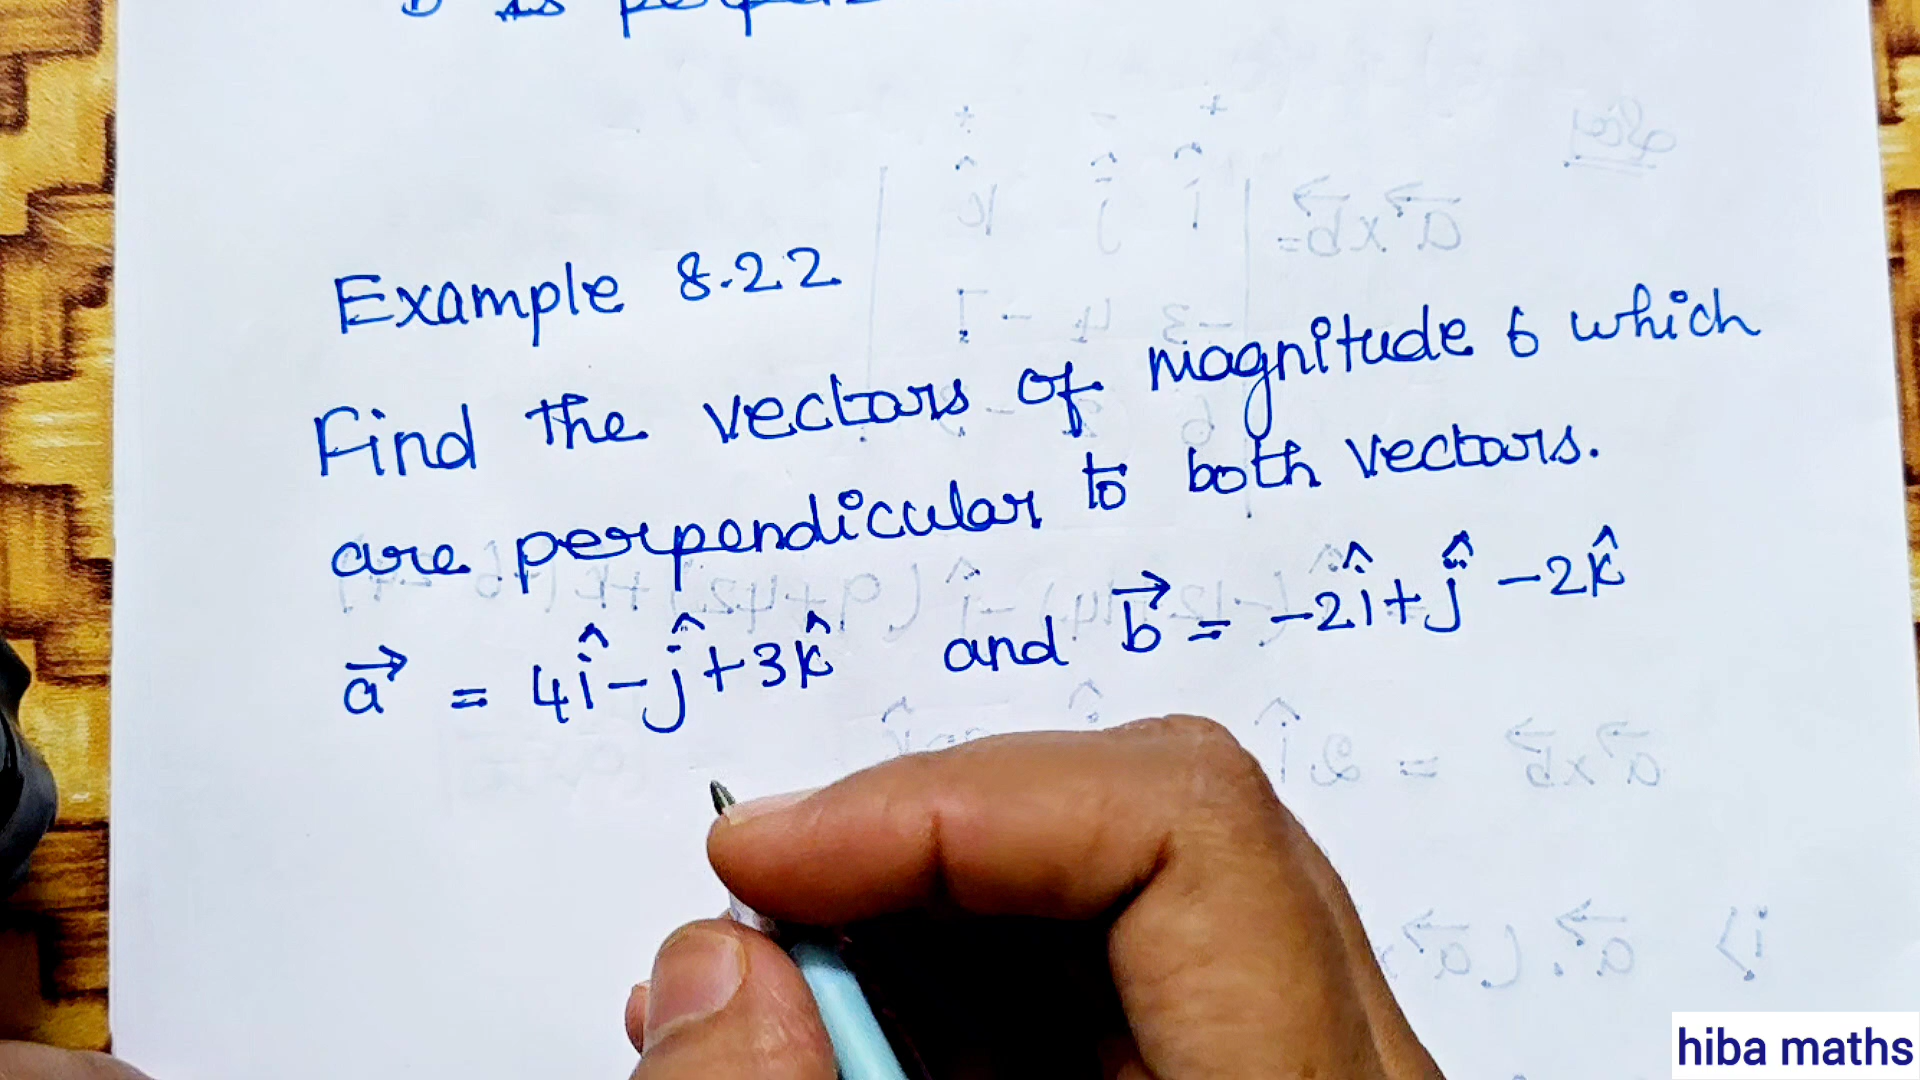 Example 8.22
Find the vectors of magnitude 6 which
are perpendicular to both vectors.
a⃗ = 4î-ĵ+3k̂ and b⃗ = -2î+ĵ-2k̂
hiba maths